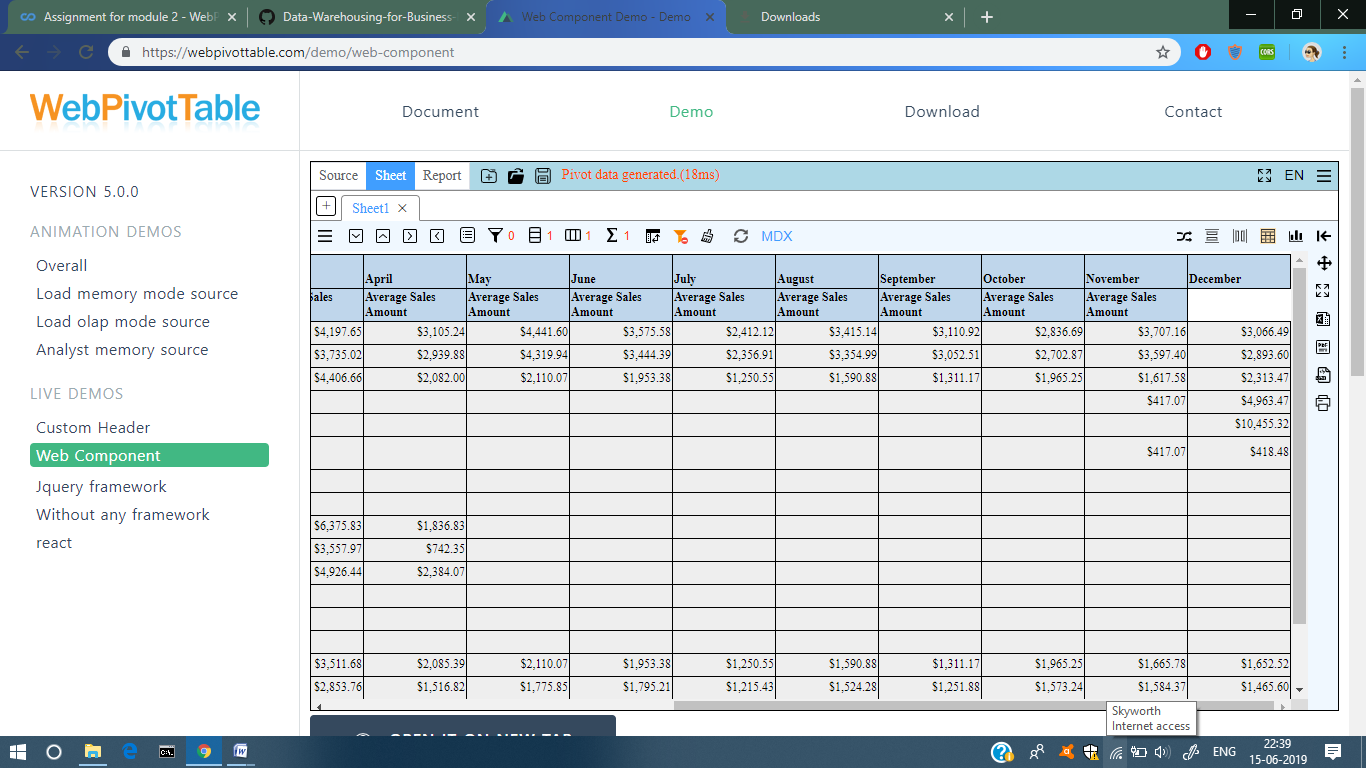 Assignment for module 2 - WebP
Data-Warehousing-for-Business-
Web Component Demo - Demo
Downloads
https://webpivottable.com/demo/web-component
CORS
WebPivotTable
Document Demo Download Contact
VERSION 5.0.0
ANIMATION DEMOS
Overall
Load memory mode source
Load olap mode source
Analyst memory source
LIVE DEMOS
Custom Header
Web Component
Jquery framework
Without any framework
react
Source Sheet Report Pivot data generated.(18ms) EN
Sheet1
0 1 1 Σ 1 MDX
April May June July August September October November December
Sales Average Sales Average Sales Average Sales Average Sales Average Sales Average Sales Average Sales Average Sales
Amount Amount Amount Amount Amount Amount Amount Amount
$4,197.65 $3,105.24 $4,441.60 $3,575.58 $2,412.12 $3,415.14 $3,110.92 $2,836.69 $3,707.16 $3,066.49
$3,735.02 $2,939.88 $4,319.94 $3,444.39 $2,356.91 $3,354.99 $3,052.51 $2,702.87 $3,597.40 $2,893.60
$4,406.66 $2,082.00 $2,110.07 $1,953.38 $1,250.55 $1,590.88 $1,311.17 $1,965.25 $1,617.58 $2,313.47
$417.07 $4,963.47
$10,455.32
$417.07 $418.48
$6,375.83 $1,836.83
$3,557.97 $742.35
$4,926.44 $2,384.07
$3,511.68 $2,085.39 $2,110.07 $1,953.38 $1,250.55 $1,590.88 $1,311.17 $1,965.25 $1,665.78 $1,652.52
$2,853.76 $1,516.82 $1,775.85 $1,795.21 $1,215.43 $1,524.28 $1,251.88 $1,573.24 $1,584.37 $1,465.60
OPEN IT ON NEW TAB
Skyworth
Internet access
ENG
22:39
15-06-2019